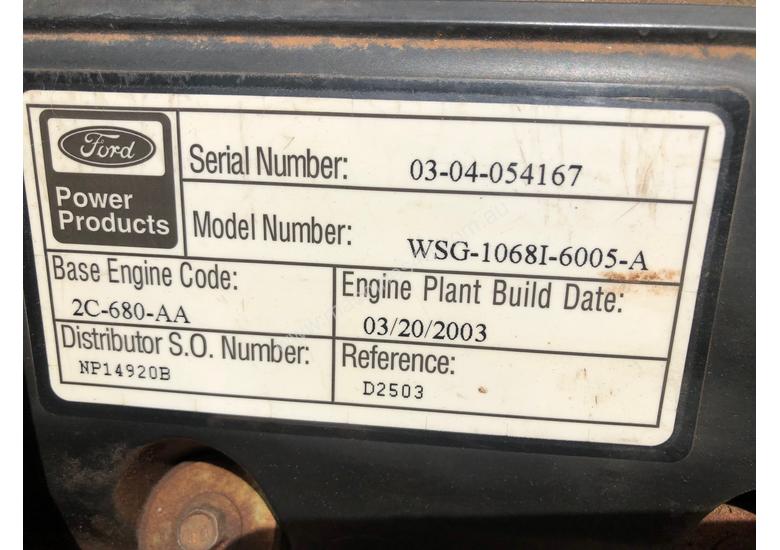 Ford
Power
Products
Serial Number: 03-04-054167
Model Number: WSG-1068I-6005-A
Base Engine Code:
2C-680-AA
Engine Plant Build Date:
03/20/2003
Distributor S.O. Number:
NP14920B
Reference:
D2503